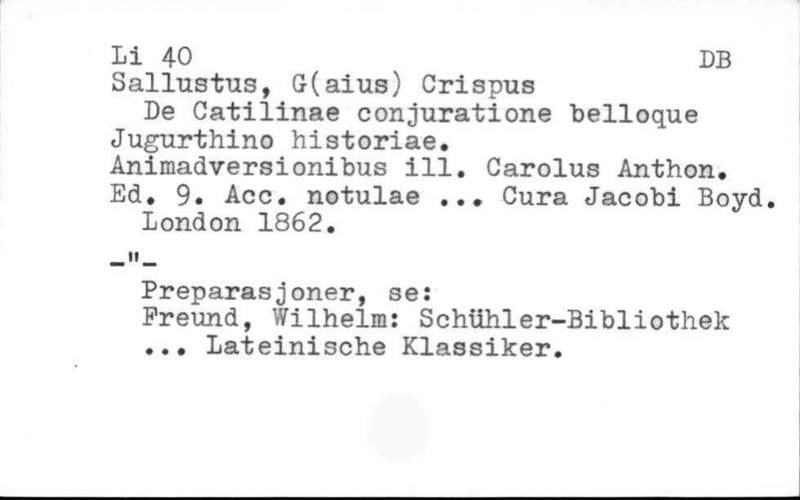 Li 40 DB
Sallustus, G(aius) Crispus
De Catilinae conjuratione belloque
Jugurthino historiae.
Animadversionibus ill. Carolus Anthon.
Ed. 9. Acc. notulae ... Cura Jacobi Boyd.
London 1862.
-"-
Preparasjoner, se:
Freund, Wilhelm: Schühler-Bibliothek
... Lateinische Klassiker.